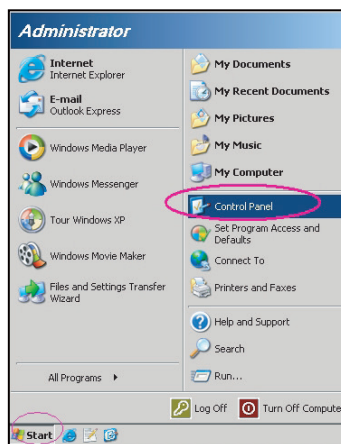 Administrator
Internet
Internet Explorer
E-mail
Outlook Express
Windows Media Player
Windows Messenger
Tour Windows XP
Windows Movie Maker
Files and Settings Transfer
Wizard
All Programs
My Documents
My Recent Documents
My Pictures
My Music
My Computer
Control Panel
Set Program Access and
Defaults
Connect To
Printers and Faxes
Help and Support
Search
Run...
Log Off
Turn Off Compute
Start